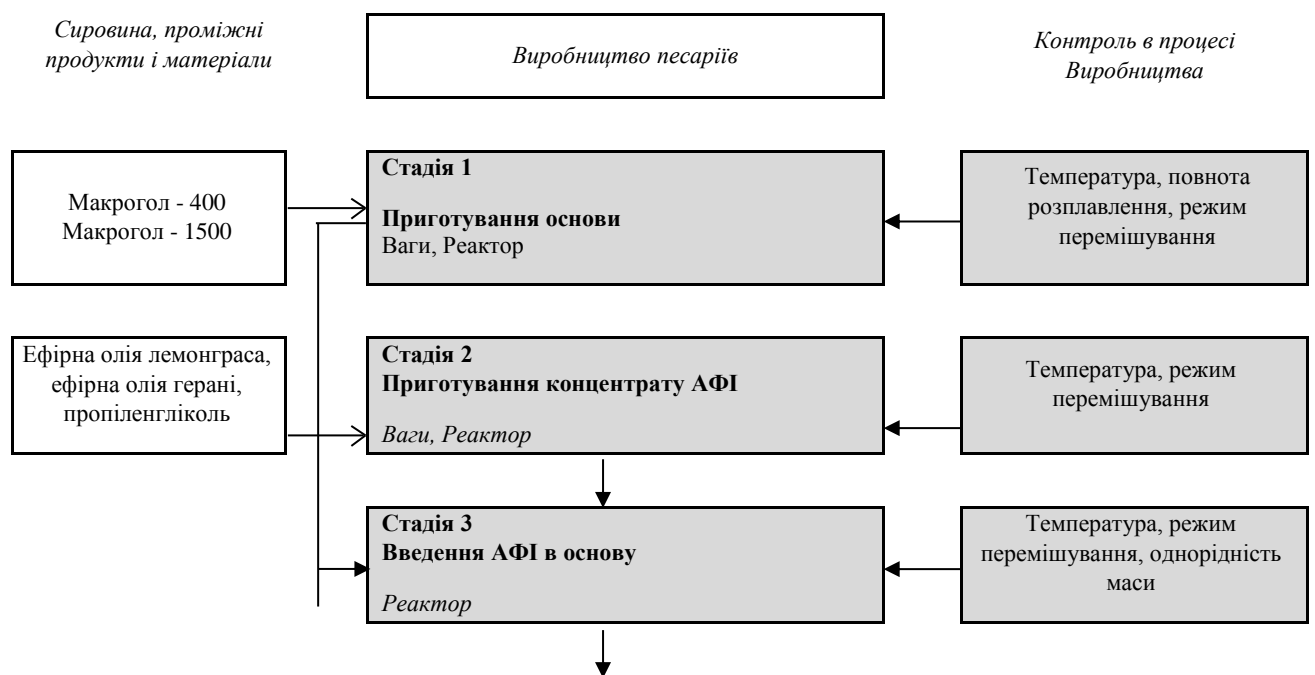 Сировина, проміжні
продукти і матеріали
Виробництво песаріїв
Контроль в процесі
Виробництва
Макрогол - 400
Макрогол - 1500
Стадія 1
Приготування основи
Ваги, Реактор
Температура, повнота
розплавлення, режим
перемішування
Ефірна олія лемонграса,
ефірна олія герані,
пропіленгліколь
Стадія 2
Приготування концентрату АФІ
Ваги, Реактор
Температура, режим
перемішування
Стадія 3
Введення АФІ в основу
Реактор
Температура, режим
перемішування, однорідність
маси